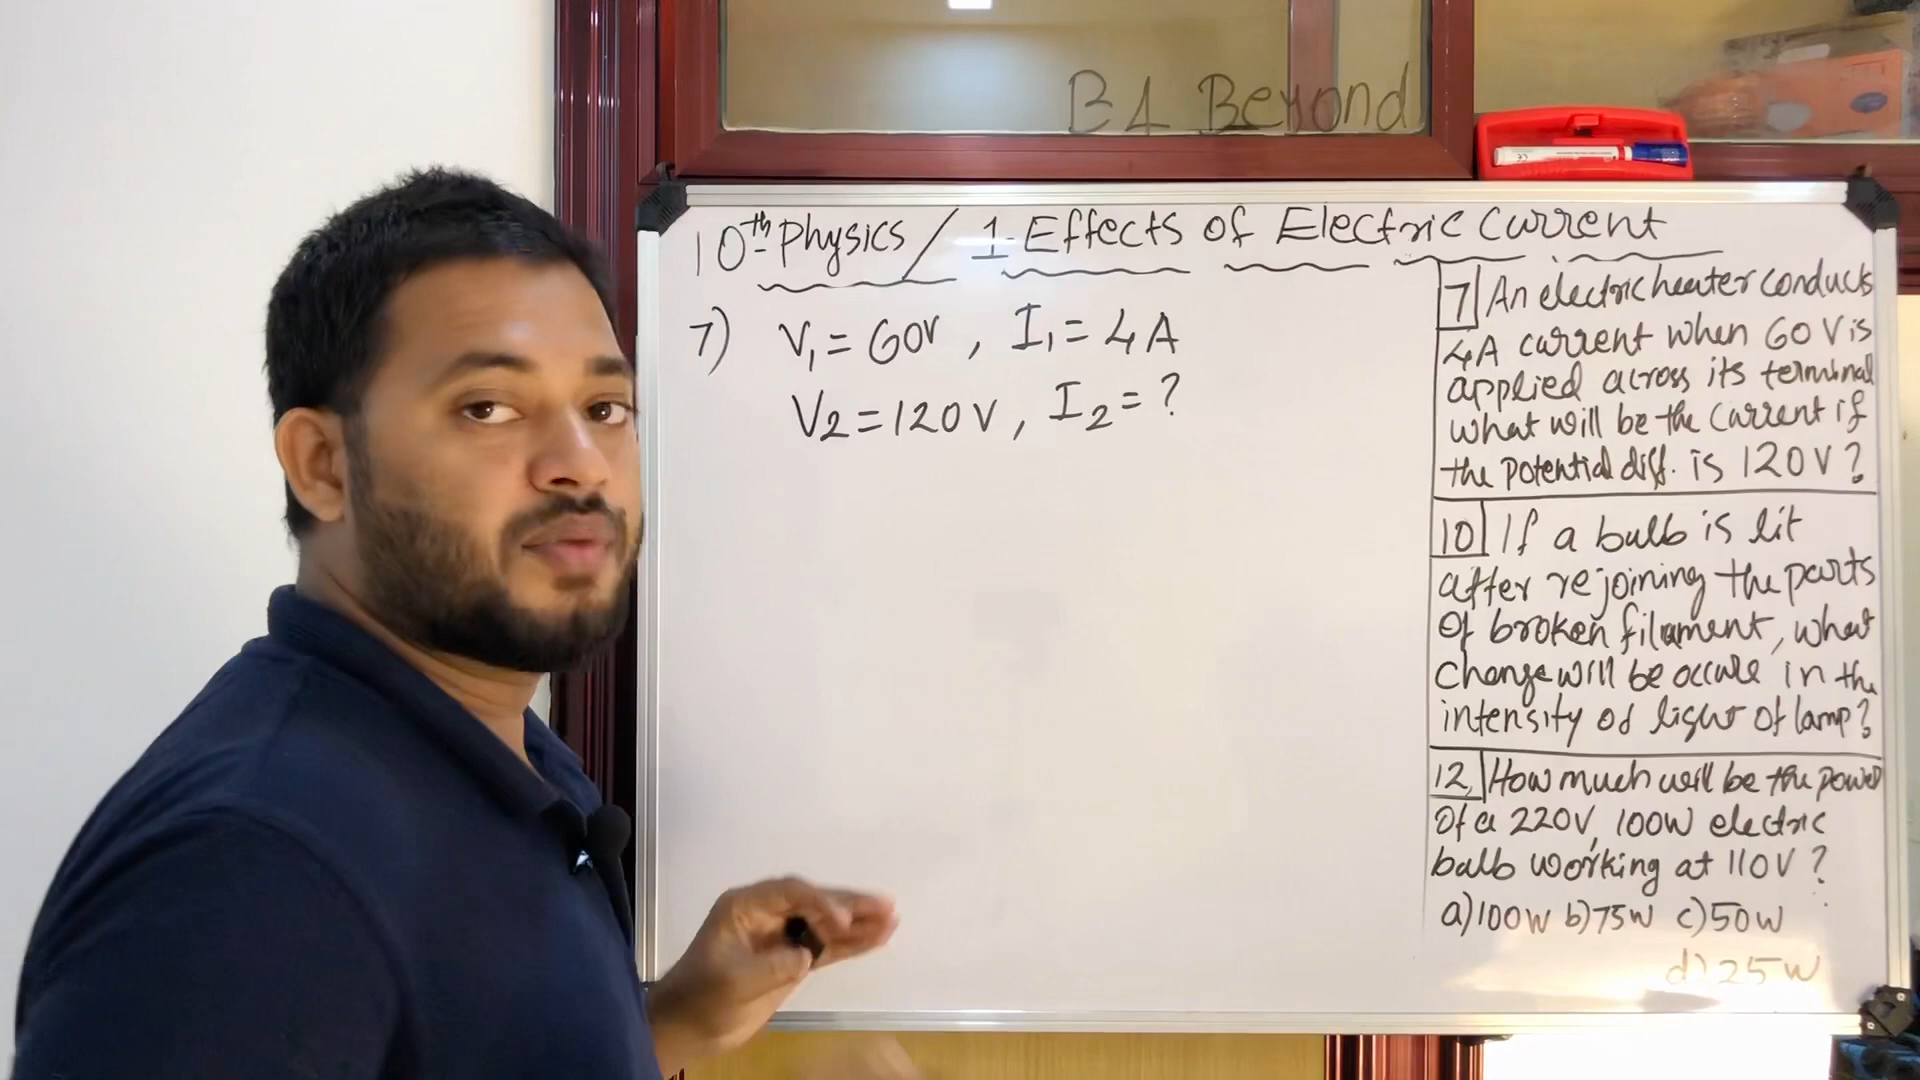 B4 Beyond
10th Physics / 1. Effects of Electric Current
7) V1 = 60V , I1 = 4A
V2 = 120V , I2 = ?
7 An electric heater conducts
4A current when 60V is
applied across its terminal
what will be the current if
the potential diff. is 120V ?
10 If a bulb is lit
after rejoining the parts
Of broken filament, what
change will be occure in the
intensity od light of lamp?
12. How much will be the power
Of a 220V, 100W electric
bulb working at 110V ?
a)100W b)75W c)50W
d) 25W